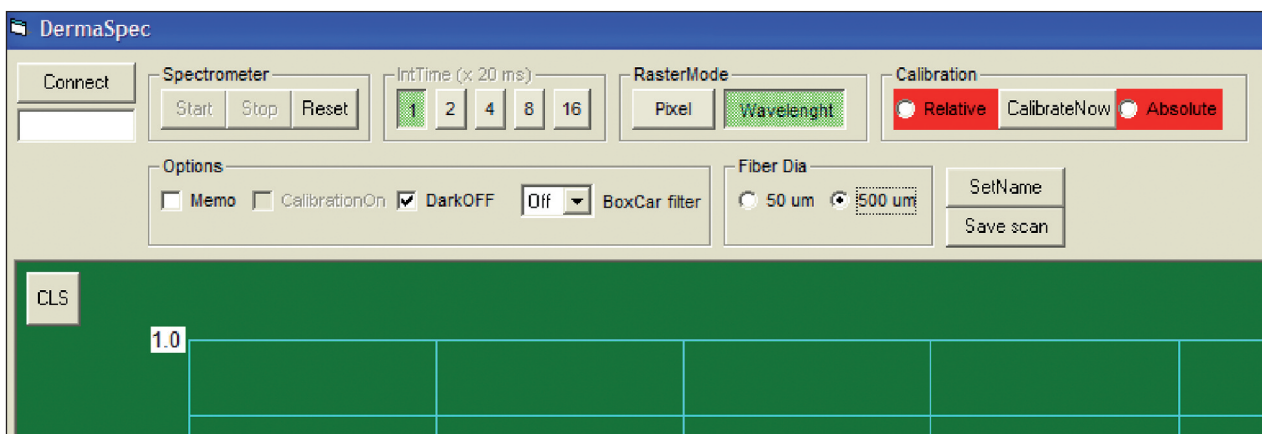 DermaSpec
Connect
Spectrometer
Start Stop Reset
IntTime (x 20 ms)
1 2 4 8 16
RasterMode
Pixel Wavelenght
Calibration
Relative CalibrateNow Absolute
Options
Memo CalibrationOn DarkOFF Off BoxCar filter
Fiber Dia
50 um 500 um
SetName
Save scan
CLS
1.0